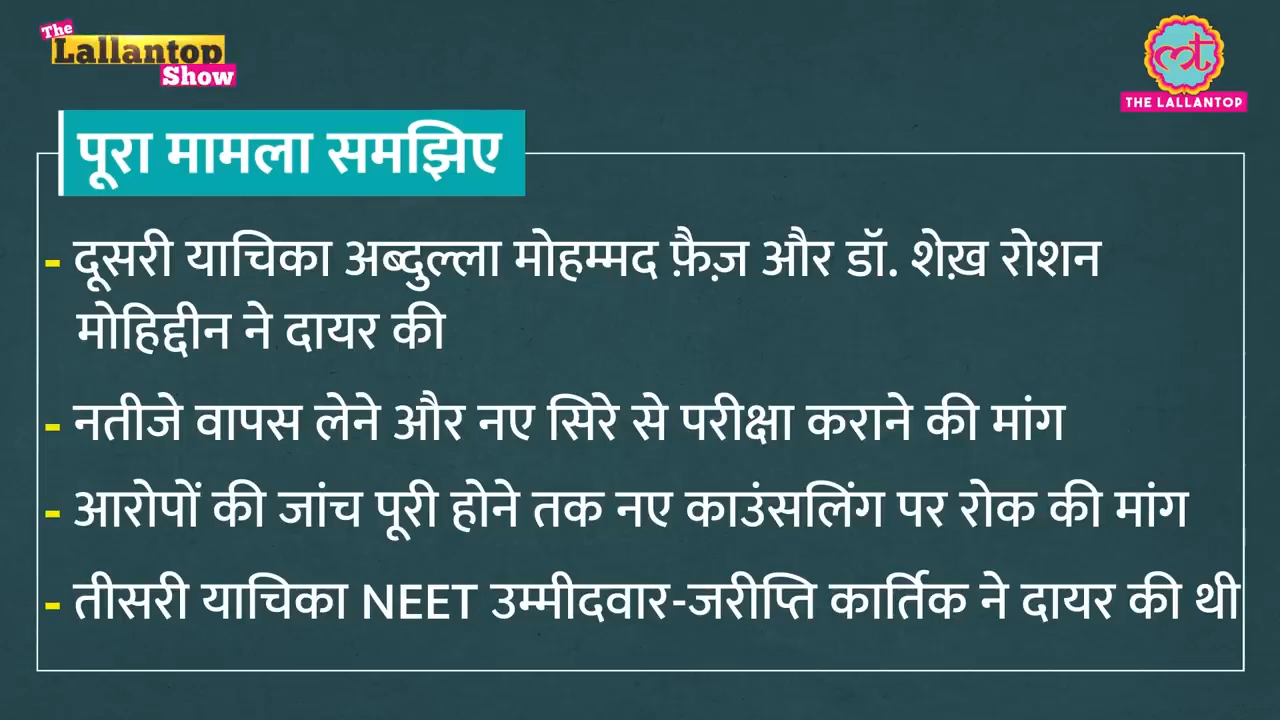 The
Lallantop
Show
THE LALLANTOP
पूरा मामला समझिए
- दूसरी याचिका अब्दुल्ला मोहम्मद फ़ैज़ और डॉ. शेख़ रोशन
मोहिद्दीन ने दायर की
- नतीजे वापस लेने और नए सिरे से परीक्षा कराने की मांग
- आरोपों की जांच पूरी होने तक नए काउंसलिंग पर रोक की मांग
- तीसरी याचिका NEET उम्मीदवार-जरीप्ति कार्तिक ने दायर की थी